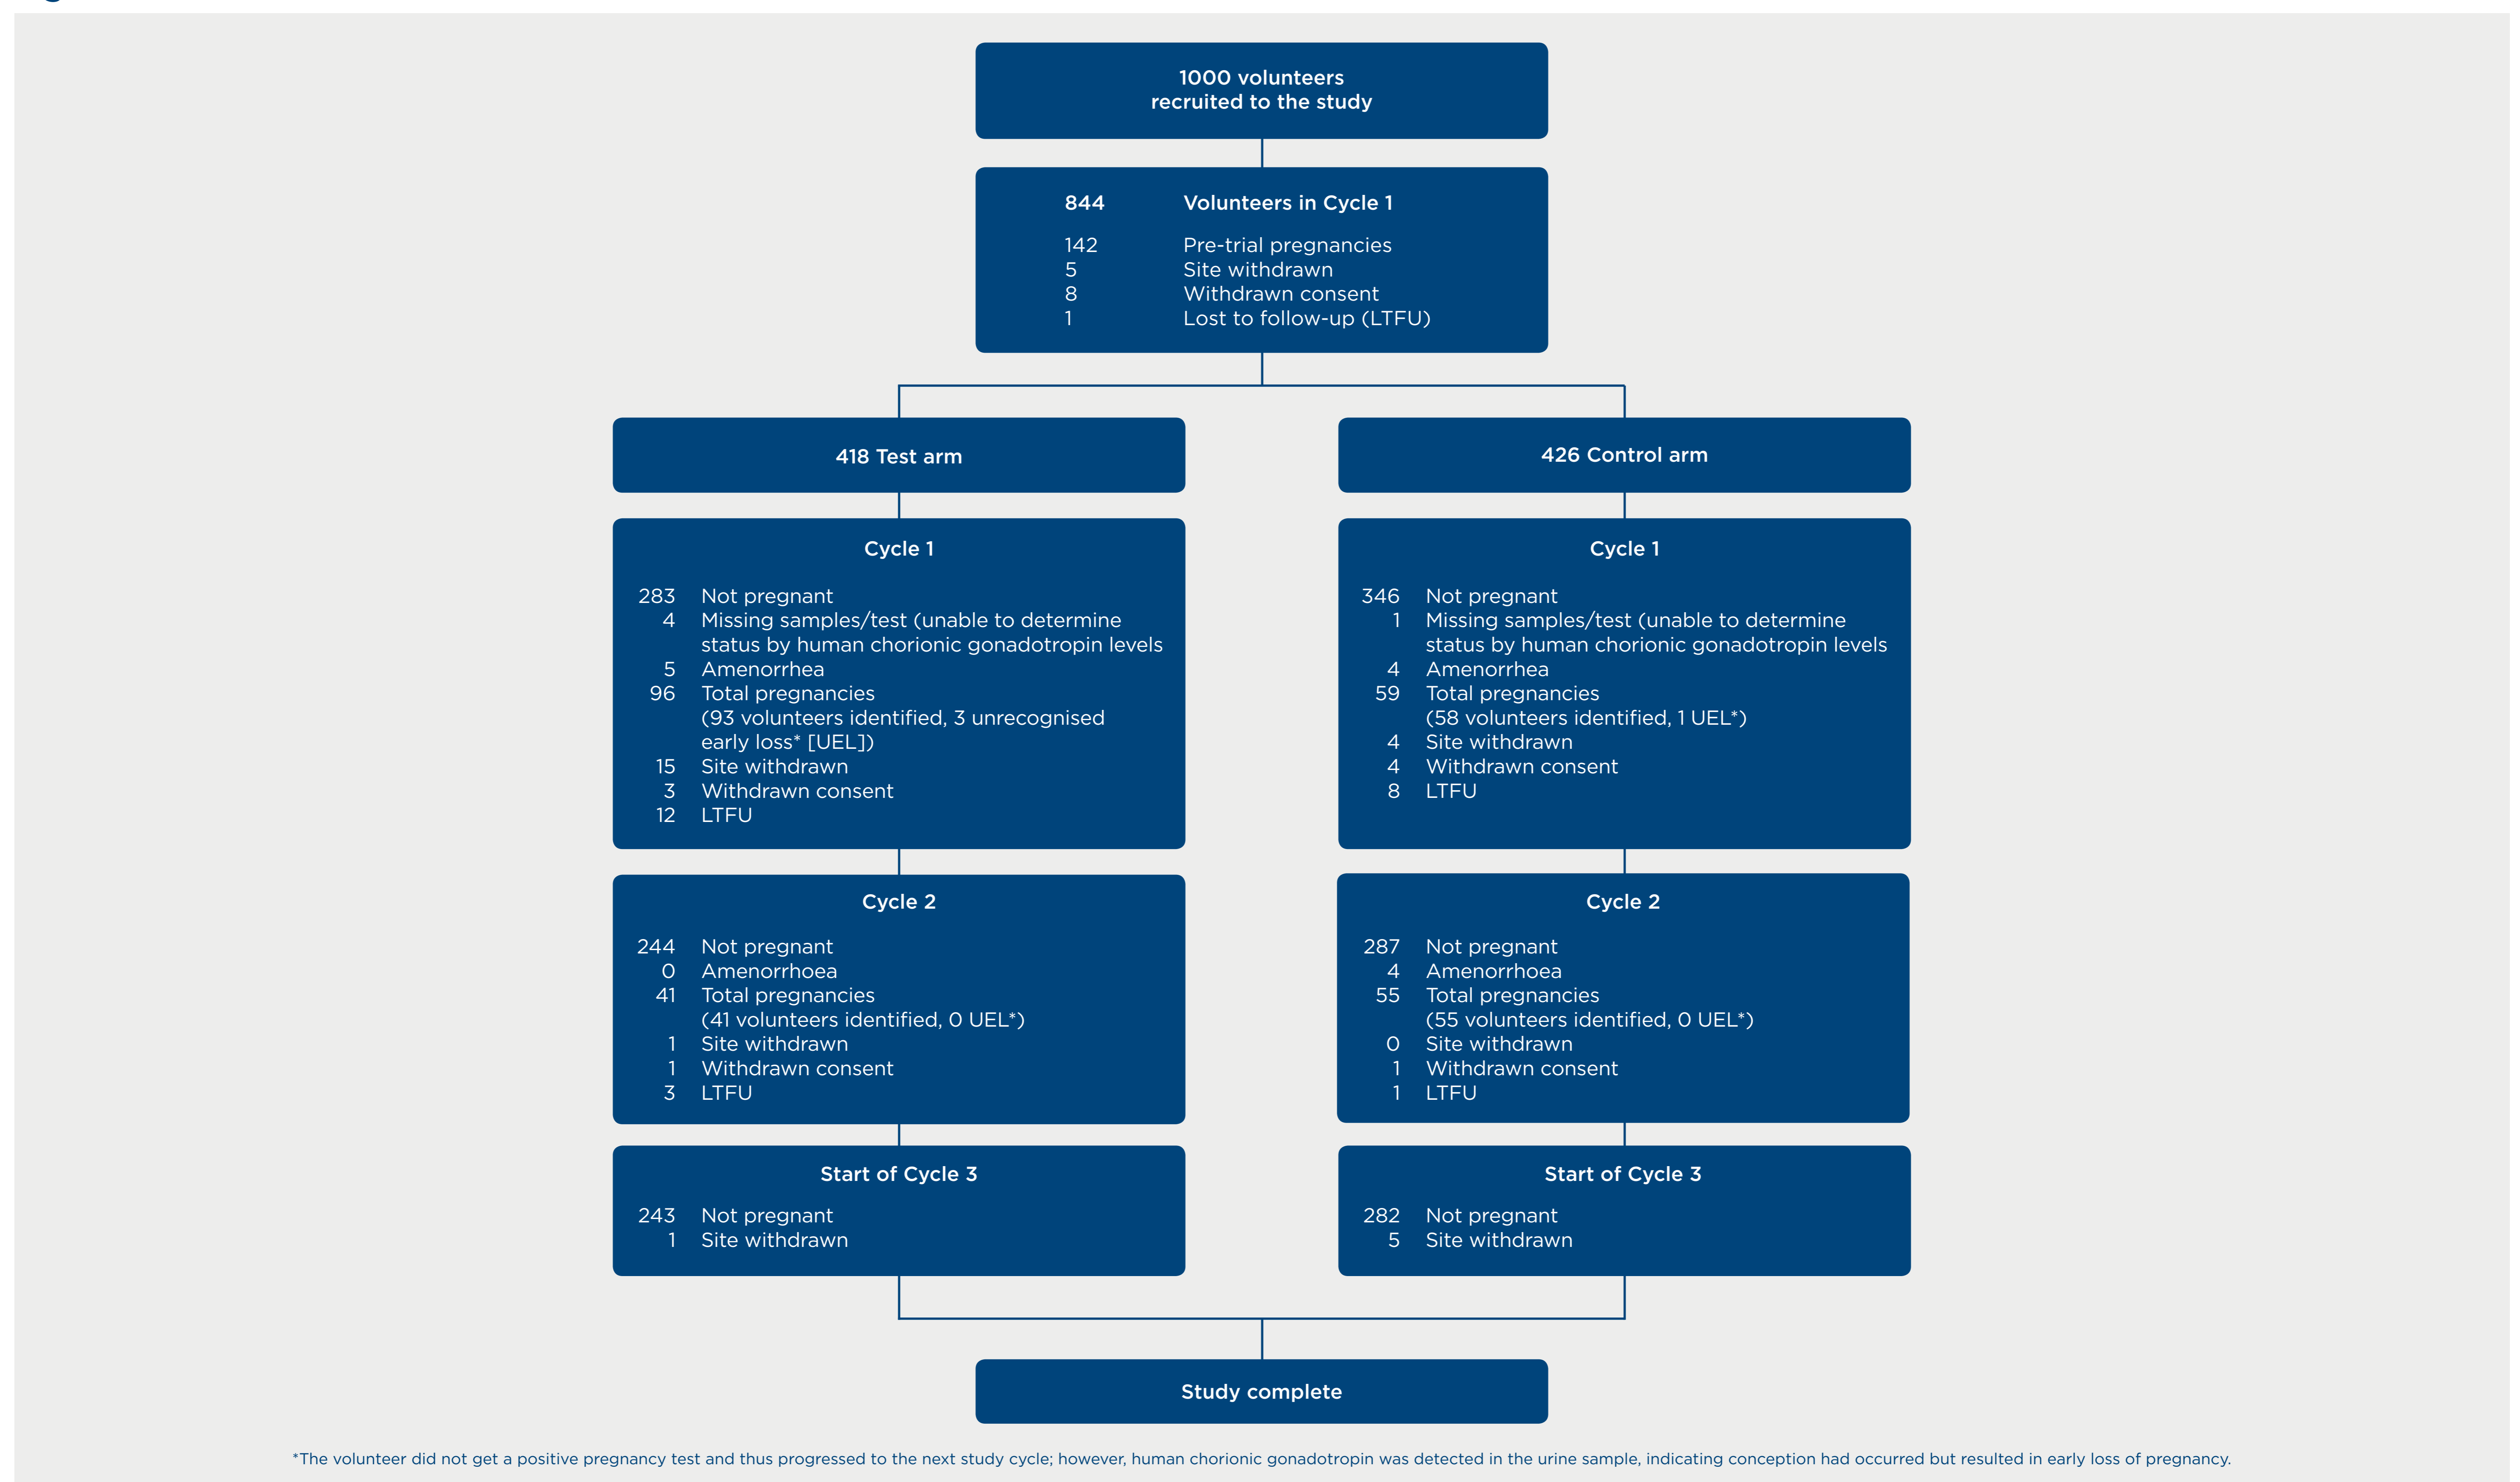 1000 volunteers
recruited to the study
844 Volunteers in Cycle 1
142 Pre-trial pregnancies
5 Site withdrawn
8 Withdrawn consent
1 Lost to follow-up (LTFU)
418 Test arm
426 Control arm
Cycle 1
283 Not pregnant
4 Missing samples/test (unable to determine
status by human chorionic gonadotropin levels
5 Amenorrhea
96 Total pregnancies
(93 volunteers identified, 3 unrecognised
early loss* [UEL])
15 Site withdrawn
3 Withdrawn consent
12 LTFU
Cycle 1
346 Not pregnant
1 Missing samples/test (unable to determine
status by human chorionic gonadotropin levels
4 Amenorrhea
59 Total pregnancies
(58 volunteers identified, 1 UEL*)
4 Site withdrawn
4 Withdrawn consent
8 LTFU
Cycle 2
244 Not pregnant
0 Amenorrhoea
41 Total pregnancies
(41 volunteers identified, 0 UEL*)
1 Site withdrawn
1 Withdrawn consent
3 LTFU
Cycle 2
287 Not pregnant
4 Amenorrhoea
55 Total pregnancies
(55 volunteers identified, 0 UEL*)
0 Site withdrawn
1 Withdrawn consent
1 LTFU
Start of Cycle 3
243 Not pregnant
1 Site withdrawn
Start of Cycle 3
282 Not pregnant
5 Site withdrawn
Study complete
*The volunteer did not get a positive pregnancy test and thus progressed to the next study cycle; however, human chorionic gonadotropin was detected in the urine sample, indicating conception had occurred but resulted in early loss of pregnancy.